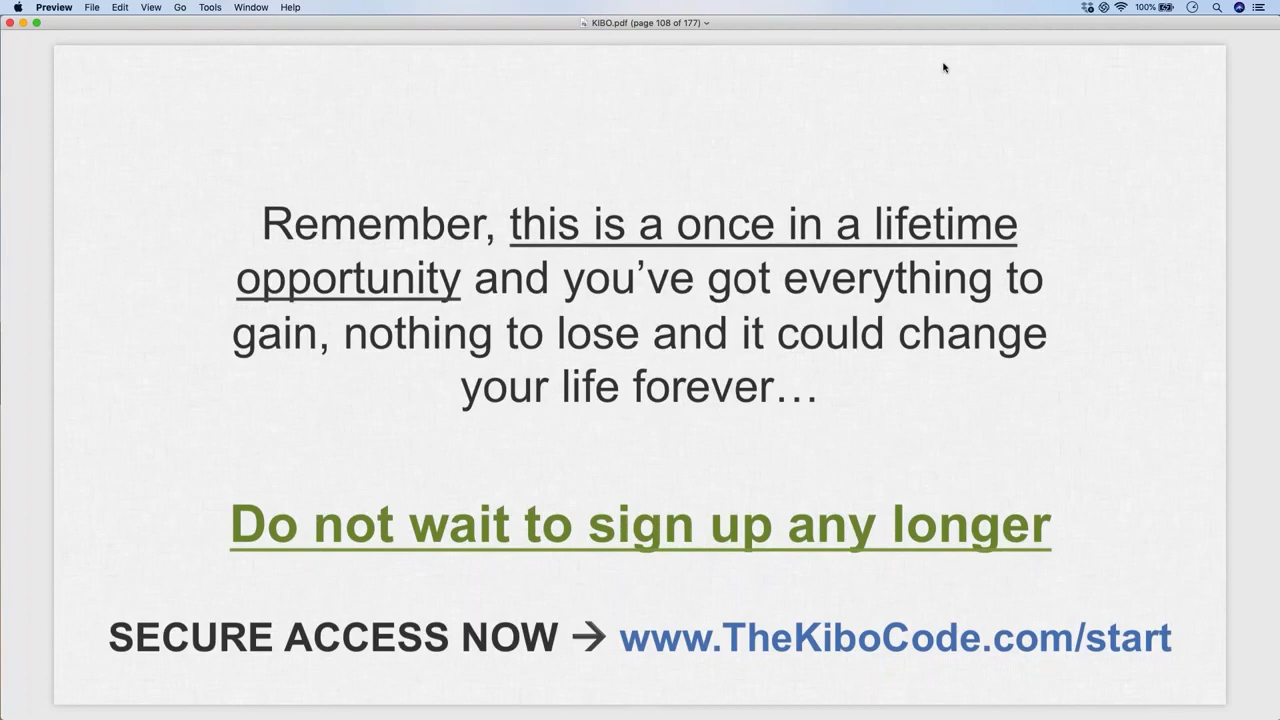 Preview File Edit View Go Tools Window Help 100%
KIBO.pdf (page 108 of 177)
Remember, this is a once in a lifetime
opportunity and you’ve got everything to
gain, nothing to lose and it could change
your life forever…
Do not wait to sign up any longer
SECURE ACCESS NOW → www.TheKiboCode.com/start